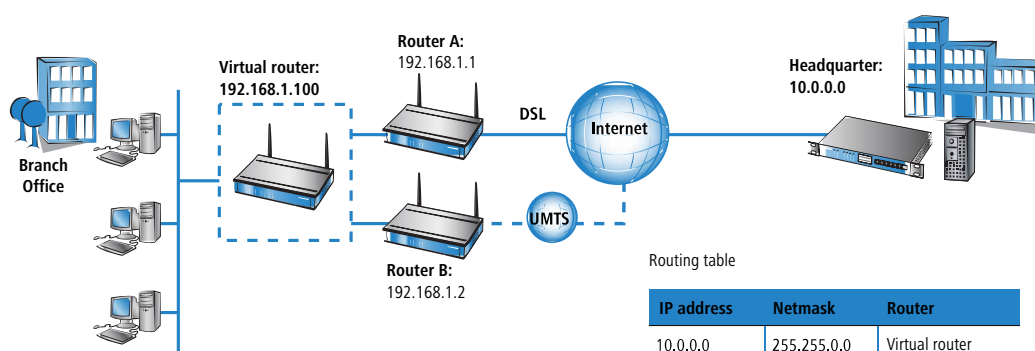 Router A:
192.168.1.1
Virtual router:
192.168.1.100
Headquarter:
10.0.0.0
DSL
Internet
Branch
Office
UMTS
Router B:
192.168.1.2
Routing table
IP address Netmask Router
10.0.0.0 255.255.0.0 Virtual router